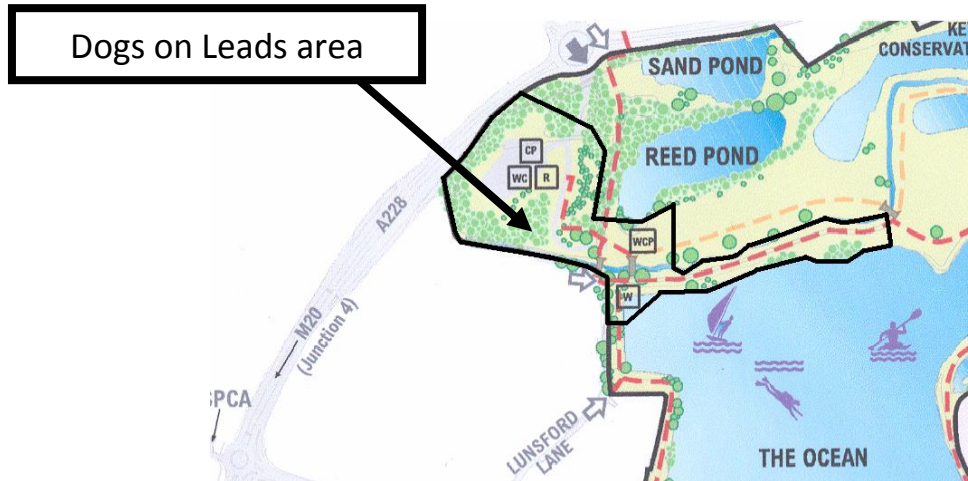 Dogs on Leads area
SAND POND
KE
CONSERVAT
REED POND
CP
WC
R
A228
WCP
W
M20
(Junction 4)
SPCA
LUNSFORD
LANE
THE OCEAN